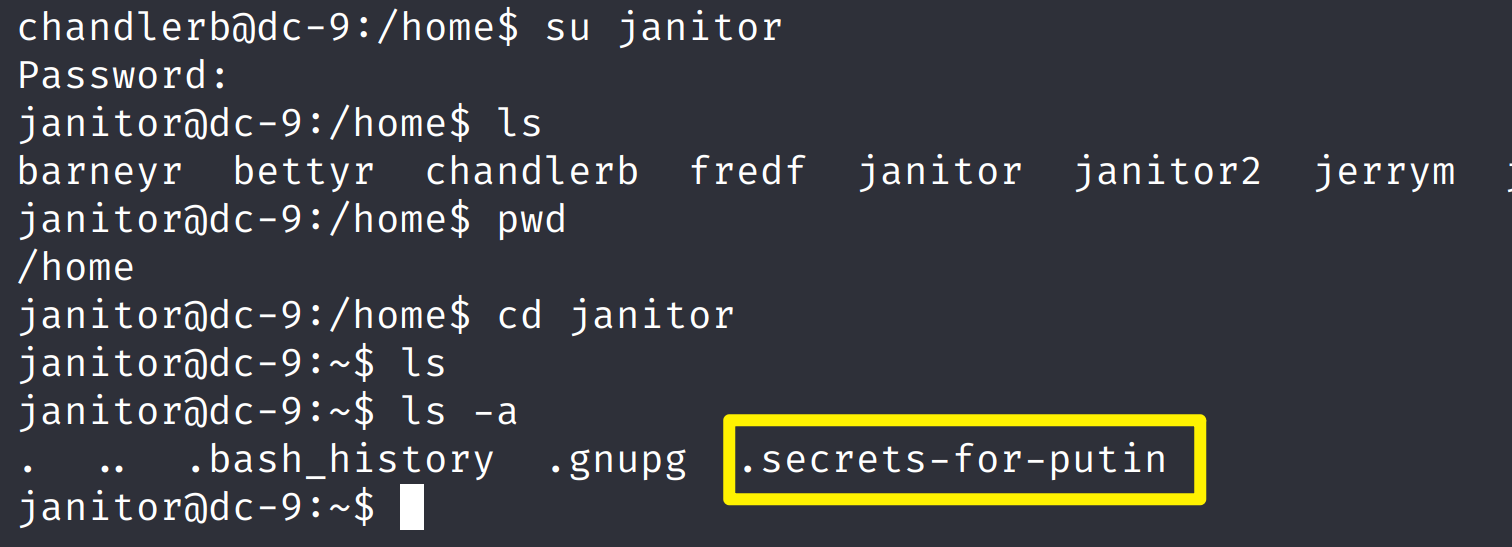 chandlerb@dc-9:/home$ su janitor
Password:
janitor@dc-9:/home$ ls
barneyr  bettyr  chandlerb  fredf  janitor  janitor2  jerrym
janitor@dc-9:/home$ pwd
/home
janitor@dc-9:/home$ cd janitor
janitor@dc-9:~$ ls
janitor@dc-9:~$ ls -a
.  ..  .bash_history  .gnupg  .secrets-for-putin
janitor@dc-9:~$